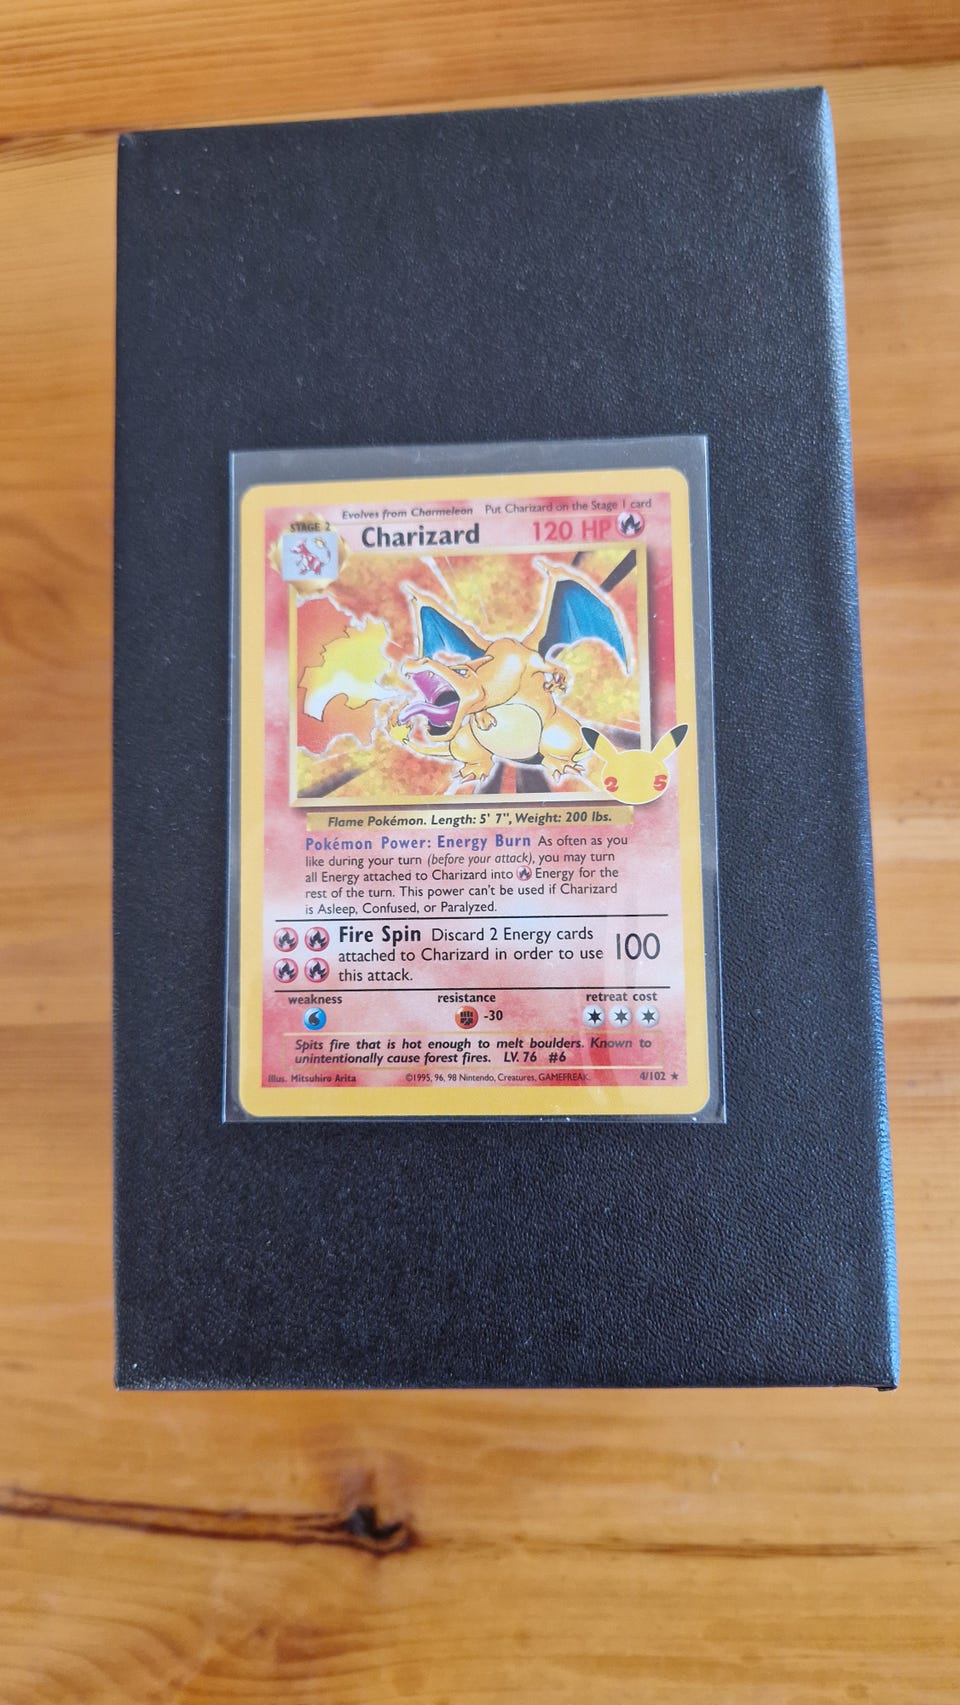 Evolves from Charmeleon Put Charizard on the Stage 1 card
STAGE 2
Charizard 120 HP
2 5
Flame Pokémon. Length: 5' 7", Weight: 200 lbs.
Pokémon Power: Energy Burn As often as you
like during your turn (before your attack), you may turn
all Energy attached to Charizard into Energy for the
rest of the turn. This power can't be used if Charizard
is Asleep, Confused, or Paralyzed.
Fire Spin Discard 2 Energy cards
attached to Charizard in order to use 100
this attack.
weakness resistance retreat cost
-30
Spits fire that is hot enough to melt boulders. Known to
unintentionally cause forest fires. LV. 76 #6
Illus. Mitsuhiro Arita ©1995, 96, 98 Nintendo, Creatures, GAMEFREAK. 4/102 ★